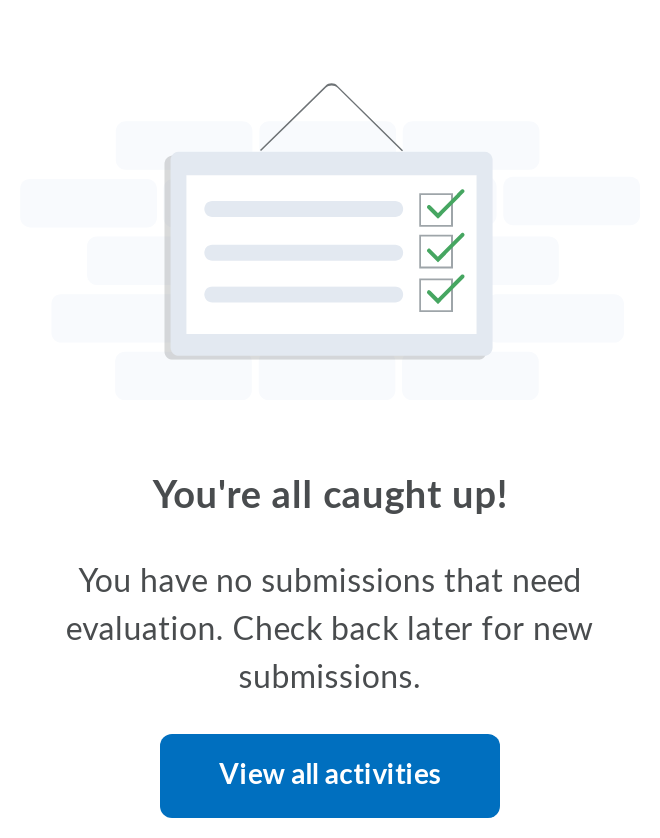 You're all caught up!
You have no submissions that need
evaluation. Check back later for new
submissions.
View all activities